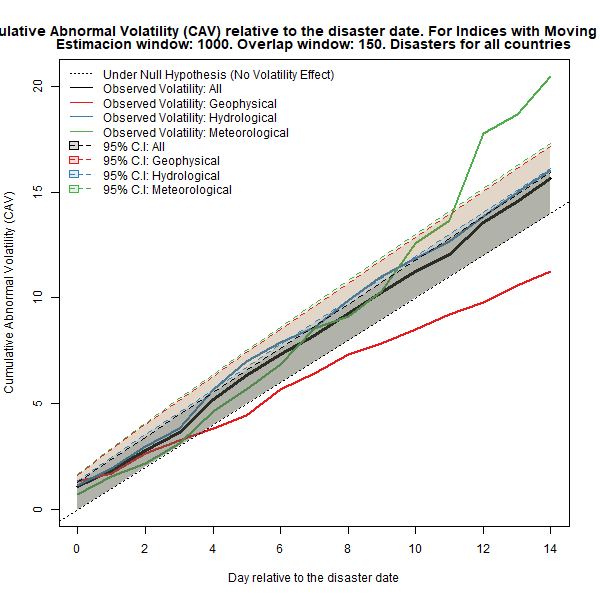 ulative Abnormal Volatility (CAV) relative to the disaster date. For Indices with Moving
Estimacion window: 1000. Overlap window: 150. Disasters for all countries
Under Null Hypothesis (No Volatility Effect)
Observed Volatility: All
Observed Volatility: Geophysical
Observed Volatility: Hydrological
Observed Volatility: Meteorological
95% C.I: All
95% C.I: Geophysical
95% C.I: Hydrological
95% C.I: Meteorological
Cumulative Abnormal Volatility (CAV)
20
15
10
5
0
0 2 4 6 8 10 12 14
Day relative to the disaster date